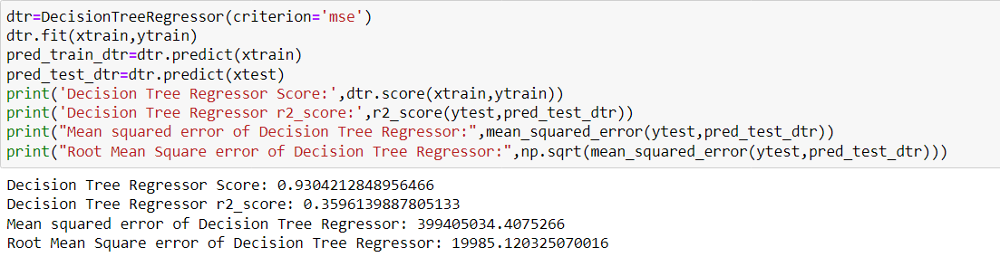 dtr=DecisionTreeRegressor(criterion='mse')
dtr.fit(xtrain,ytrain)
pred_train_dtr=dtr.predict(xtrain)
pred_test_dtr=dtr.predict(xtest)
print('Decision Tree Regressor Score:',dtr.score(xtrain,ytrain))
print('Decision Tree Regressor r2_score:',r2_score(ytest,pred_test_dtr))
print("Mean squared error of Decision Tree Regressor:",mean_squared_error(ytest,pred_test_dtr))
print("Root Mean Square error of Decision Tree Regressor:",np.sqrt(mean_squared_error(ytest,pred_test_dtr)))
Decision Tree Regressor Score: 0.9304212848956466
Decision Tree Regressor r2_score: 0.3596139887805133
Mean squared error of Decision Tree Regressor: 399405034.4075266
Root Mean Square error of Decision Tree Regressor: 19985.120325070016